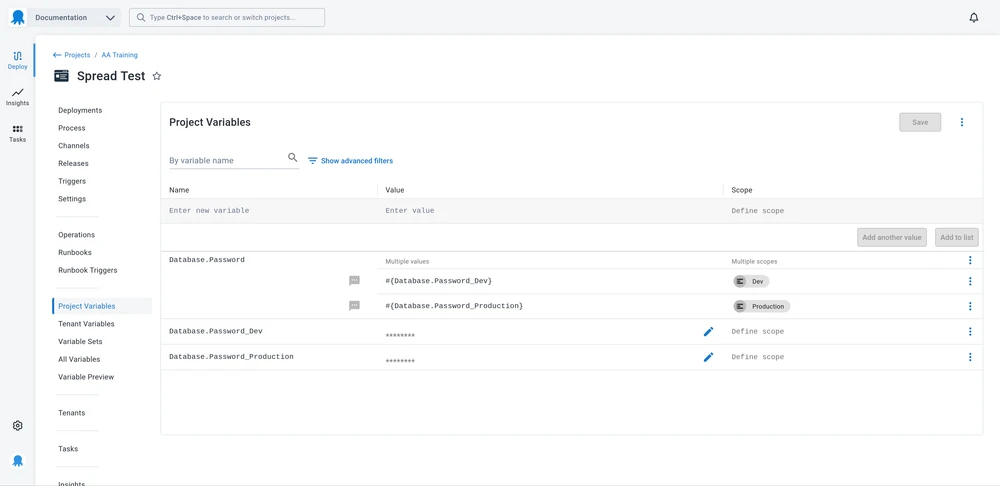 Documentation
Type Ctrl+Space to search or switch projects...
Deploy
Insights
Tasks
Projects / AA Training
Spread Test
Deployments
Process
Channels
Releases
Triggers
Settings
Operations
Runbooks
Runbook Triggers
Project Variables
Tenant Variables
Variable Sets
All Variables
Variable Preview
Tenants
Tasks
Insights
Project Variables
Save
By variable name
Show advanced filters
Name Value Scope
Enter new variable Enter value Define scope
Add another value Add to list
Database.Password Multiple values Multiple scopes
#{Database.Password_Dev} Dev
#{Database.Password_Production} Production
Database.Password_Dev ******** Define scope
Database.Password_Production ******** Define scope